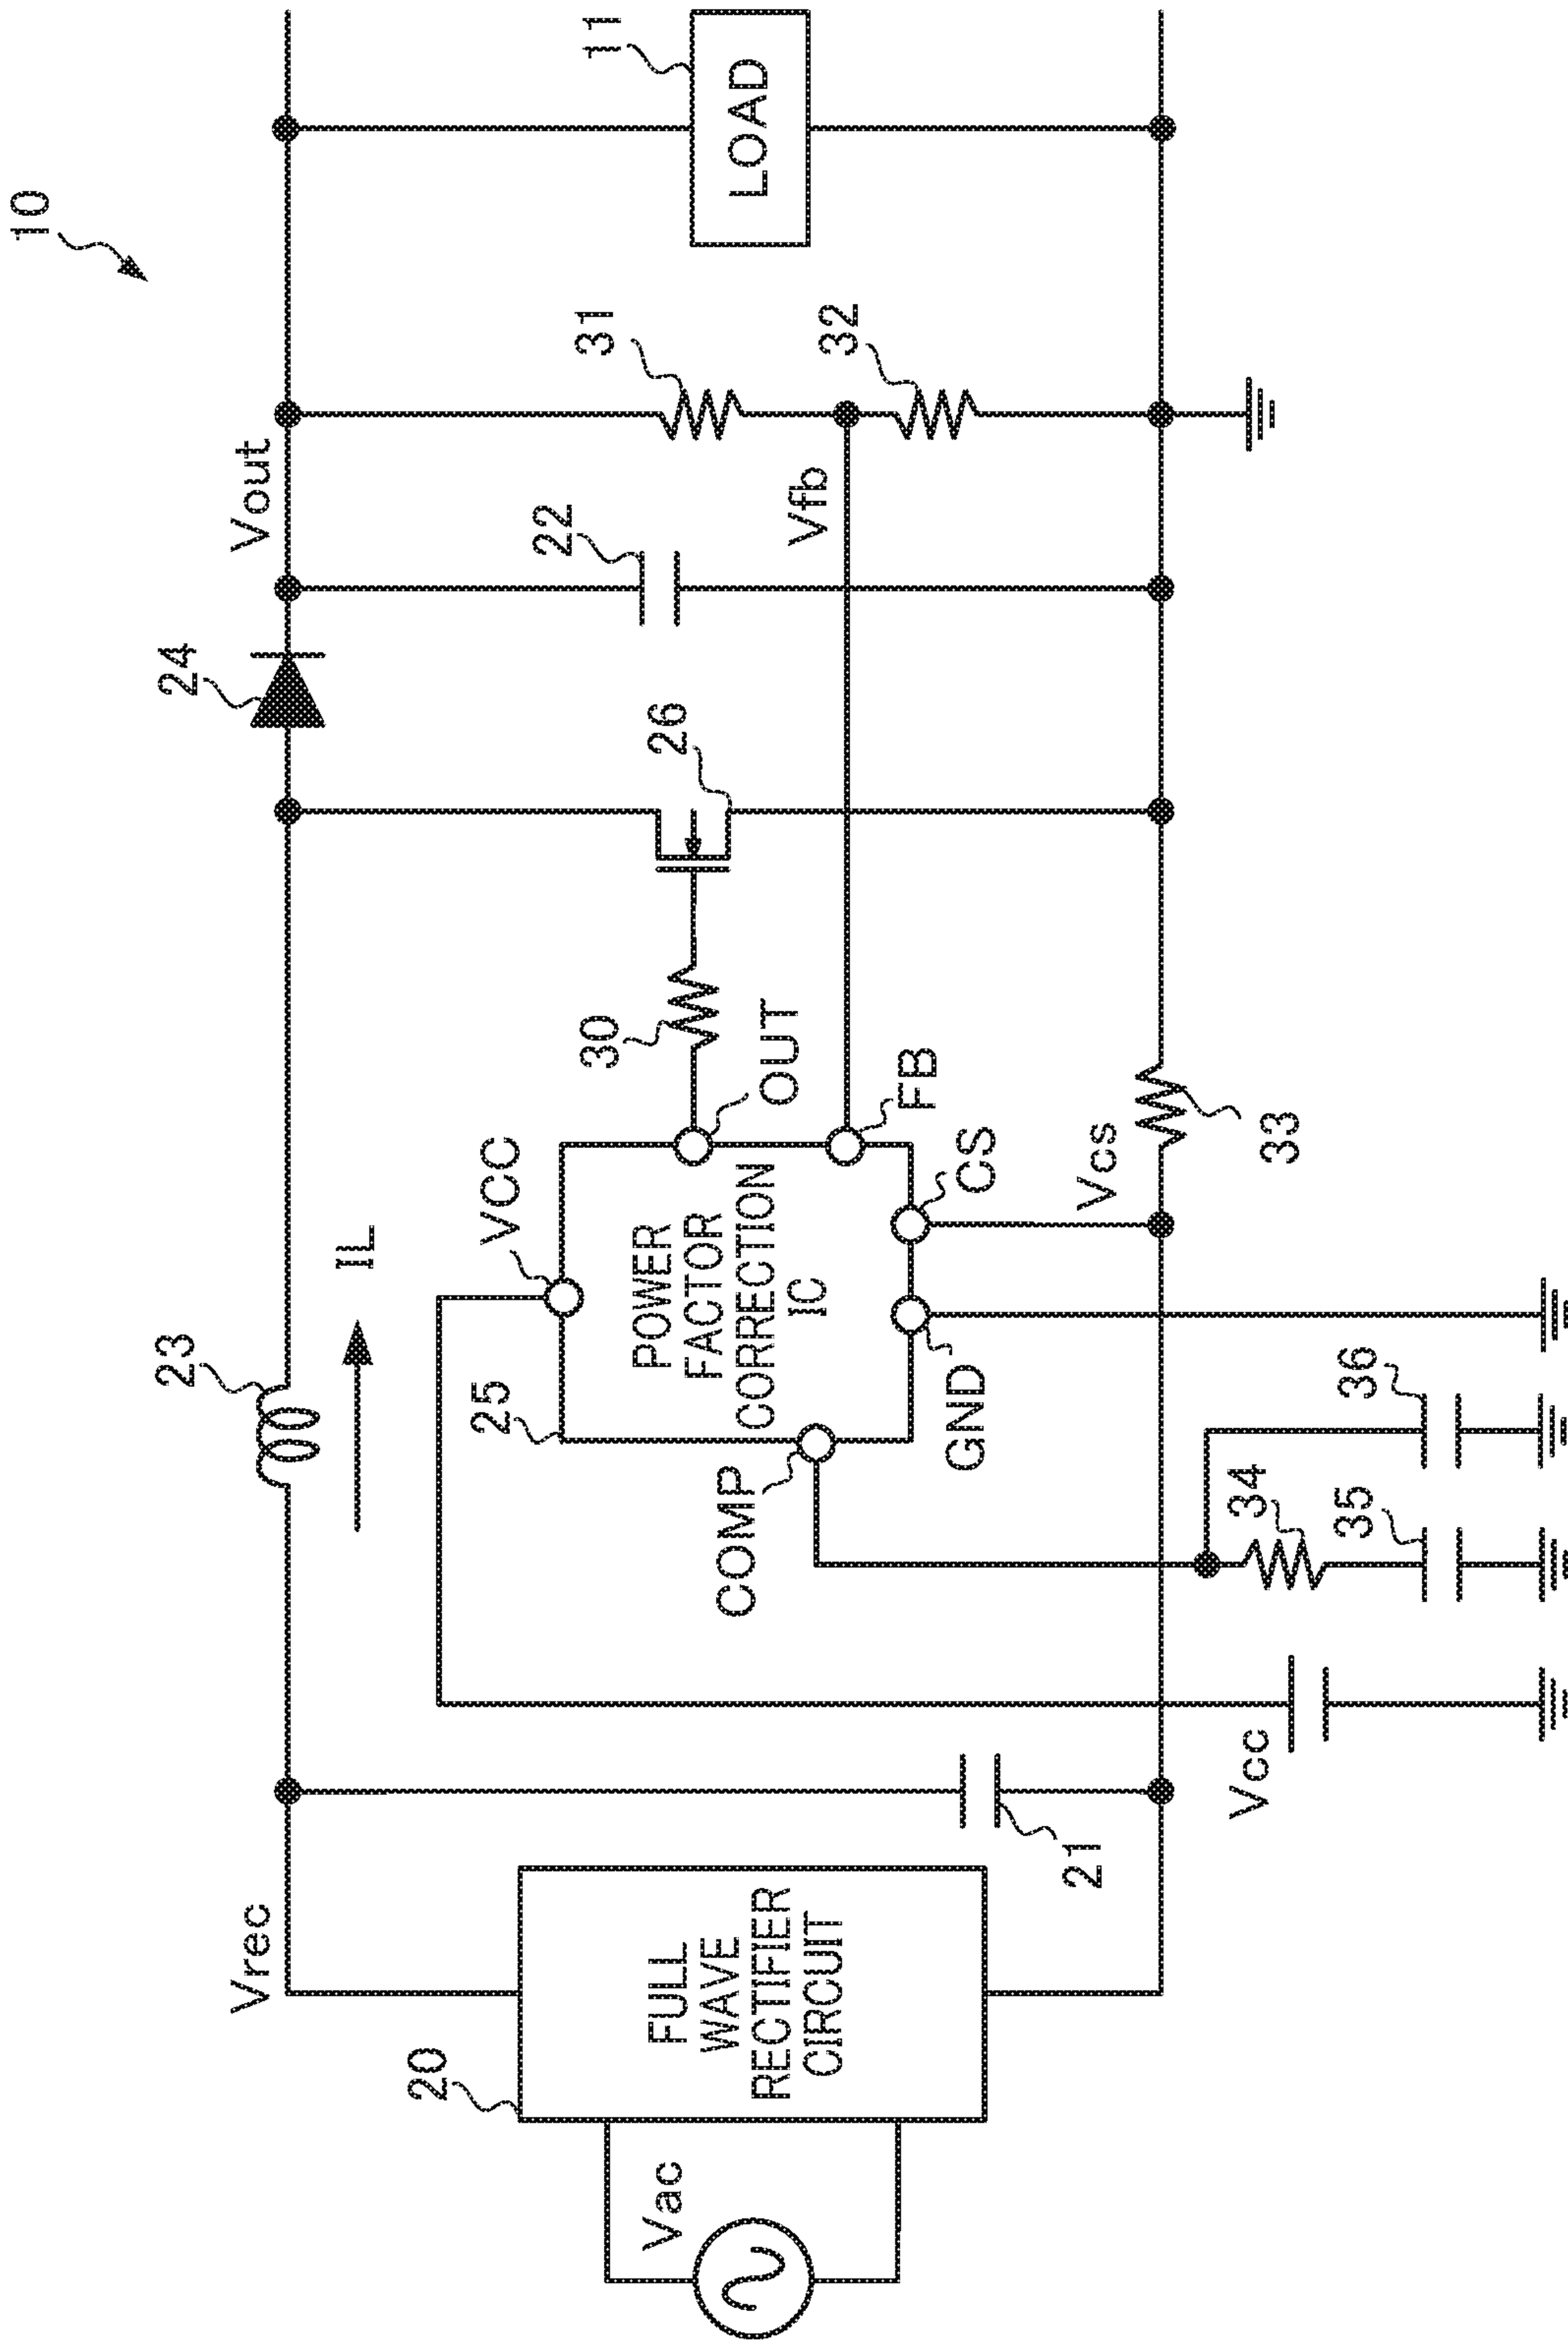 10
23
24
Vrec
Vout
IL
20
VCC
22
31
11
25
30
26
Vac
FULL
WAVE
RECTIFIER
CIRCUIT
POWER
FACTOR
CORRECTION
IC
LOAD
COMP
OUT
Vfb
32
GND
CS
FB
21
Vcs
Vcc
34
33
35
36